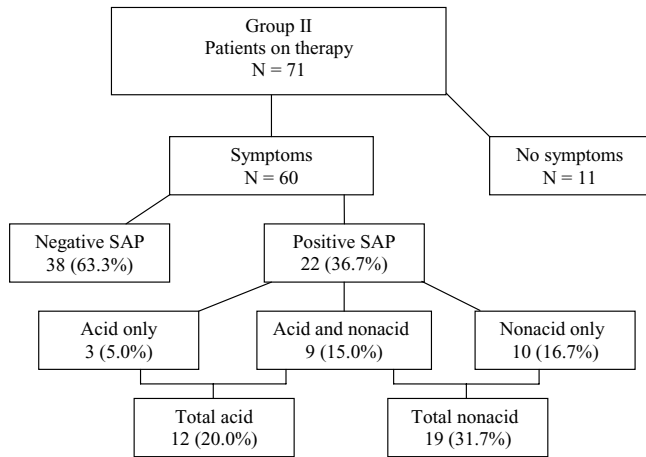 Group II
Patients on therapy
N = 71
Symptoms
N = 60
No symptoms
N = 11
Negative SAP
38 (63.3%)
Positive SAP
22 (36.7%)
Acid only
3 (5.0%)
Acid and nonacid
9 (15.0%)
Nonacid only
10 (16.7%)
Total acid
12 (20.0%)
Total nonacid
19 (31.7%)